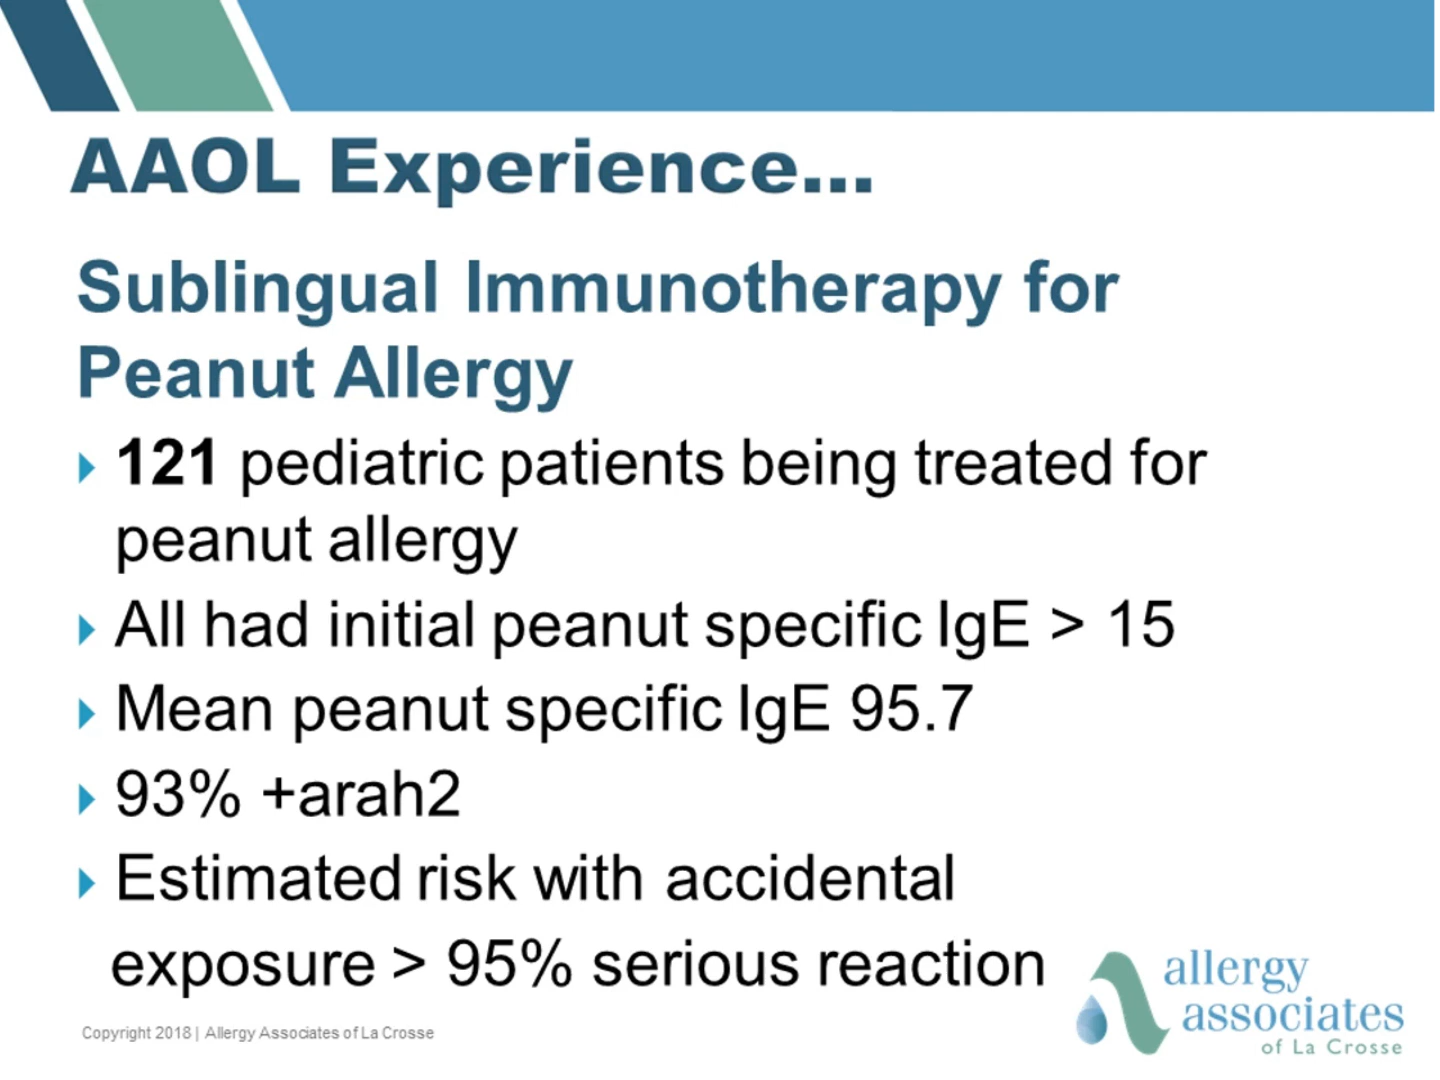 AAOL Experience...
Sublingual Immunotherapy for
Peanut Allergy
121 pediatric patients being treated for
peanut allergy
All had initial peanut specific IgE > 15
Mean peanut specific IgE 95.7
93% +arah2
Estimated risk with accidental
exposure > 95% serious reaction
allergy
associates
of La Crosse
Copyright 2018 | Allergy Associates of La Crosse